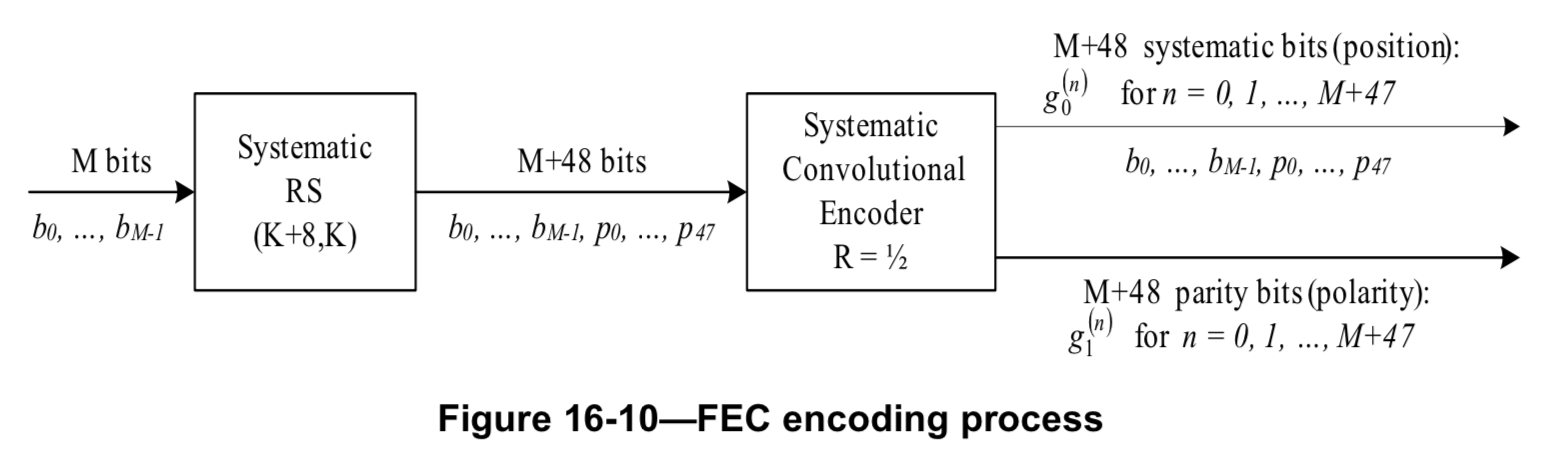 M bits
b0, ..., bM-1
Systematic
RS
(K+8,K)
M+48 bits
b0, ..., bM-1, p0, ..., p47
Systematic
Convolutional
Encoder
R = ½
M+48 systematic bits (position):
g0(n) for n = 0, 1, ..., M+47
b0, ..., bM-1, p0, ..., p47
M+48 parity bits (polarity):
g1(n) for n = 0, 1, ..., M+47
Figure 16-10—FEC encoding process